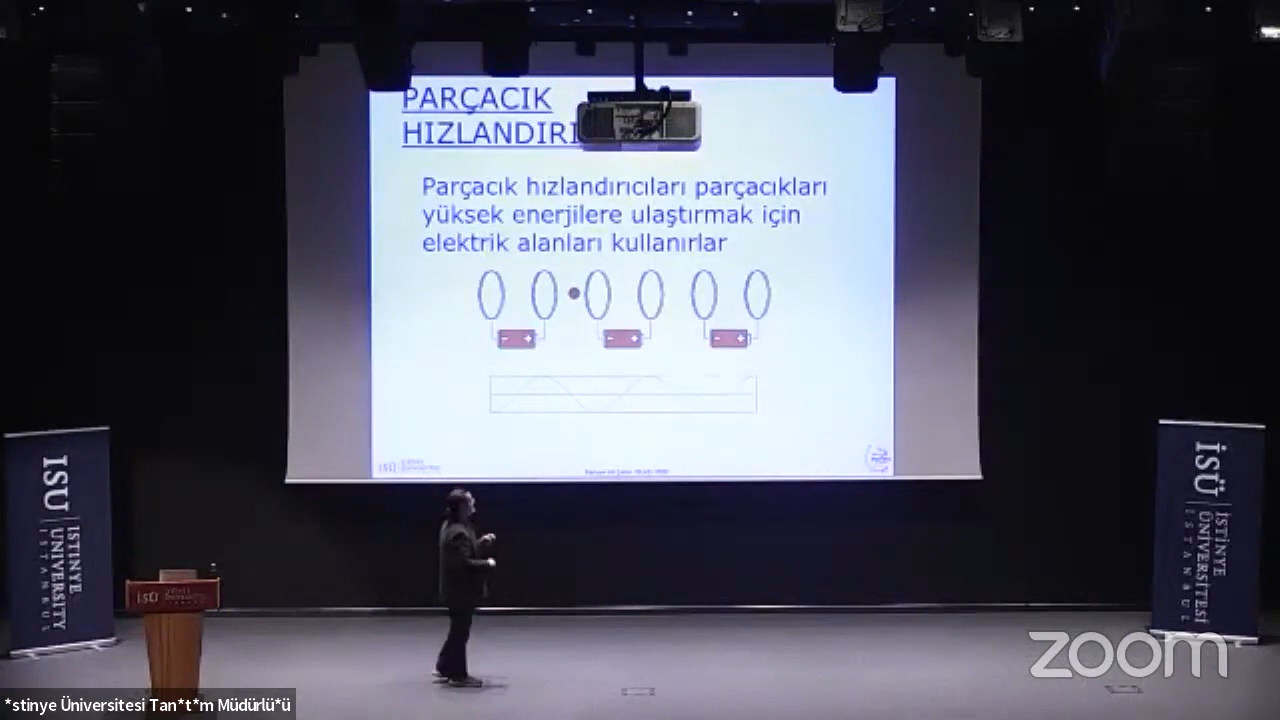 PARÇACIK
HIZLANDIRI
Parçacık hızlandırıcıları parçacıkları
yüksek enerjilere ulaştırmak için
elektrik alanları kullanırlar
- +
- +
- +
ISU
ISTINYE
UNIVERSITY
ISTANBUL
İSÜ
İSÜ
İSTİNYE
ÜNİVERSİTESİ
İSTANBUL
zoom
*stinye Üniversitesi Tan*t*m Müdürlü*ü